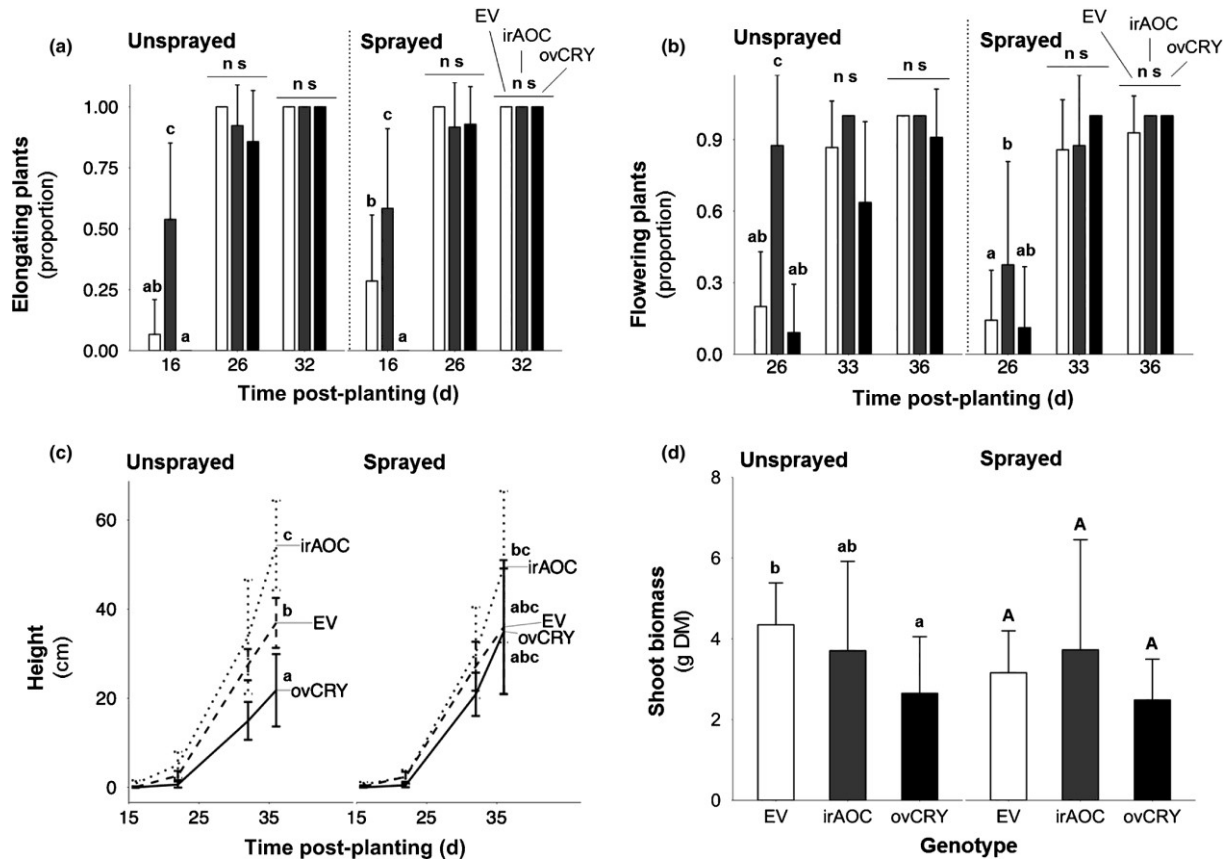 (a)
Unsprayed
Sprayed
EV
irAOC
ovCRY
n s
n s
n s
n s
1.00
c
c
0.75
b
0.50
0.25
ab
a
a
0.00
16
26
32
16
26
32
Elongating plants
(proportion)
Time post-planting (d)
(b)
Unsprayed
Sprayed
EV
irAOC
ovCRY
c
n s
n s
n s
n s
0.9
b
0.6
ab
ab
a
ab
0.3
0.0
26
33
36
26
33
36
Flowering plants
(proportion)
Time post-planting (d)
(c)
Unsprayed
Sprayed
60
c
irAOC
bc
irAOC
40
b
EV
abc
EV
ovCRY
abc
a
ovCRY
20
0
15
25
35
15
25
35
Height
(cm)
Time post-planting (d)
(d)
Unsprayed
Sprayed
8
A
6
ab
b
A
a
A
4
2
0
EV
irAOC
ovCRY
EV
irAOC
ovCRY
Shoot biomass
(g DM)
Genotype